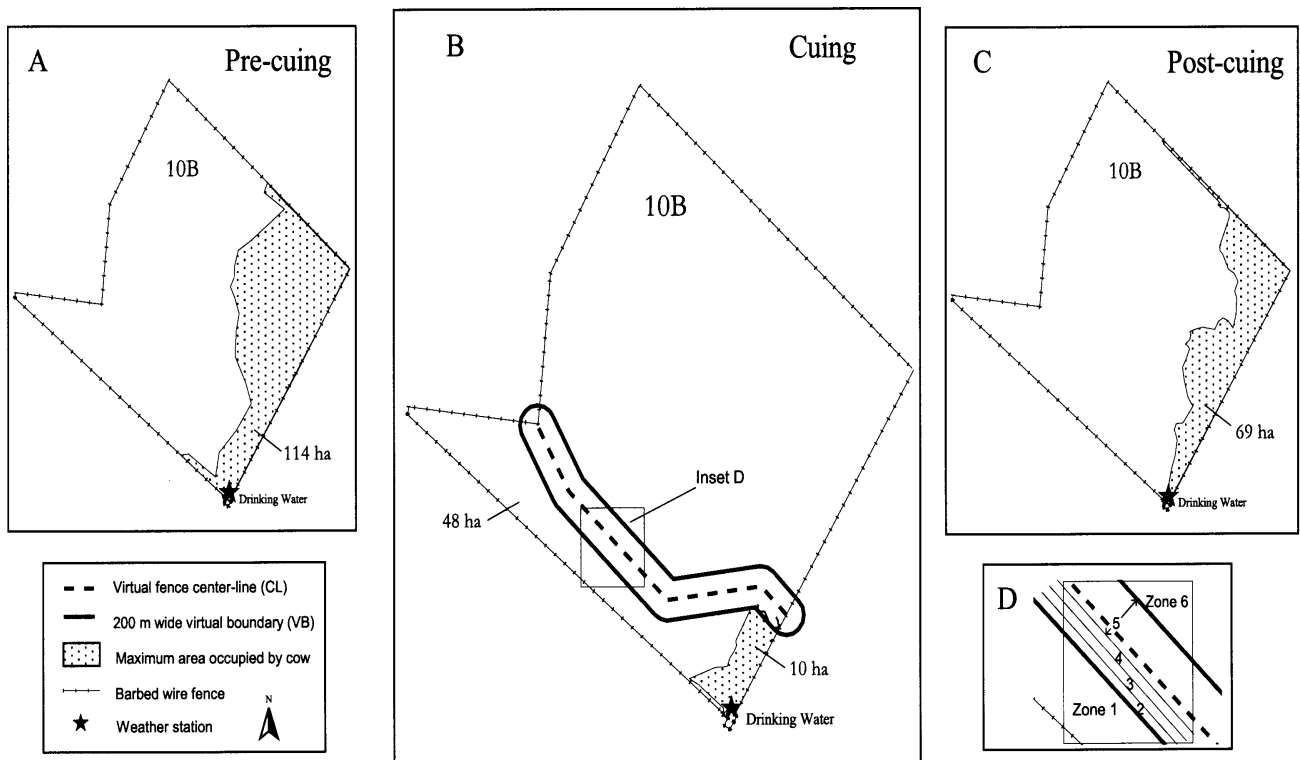 A
Pre-cuing
10B
114 ha
Drinking Water
Virtual fence center-line (CL)
200 m wide virtual boundary (VB)
Maximum area occupied by cow
Barbed wire fence
Weather station
N
B
Cuing
10B
Inset D
48 ha
10 ha
Drinking Water
C
Post-cuing
10B
69 ha
Drinking Water
D
Zone 6
5
4
3
2
Zone 1